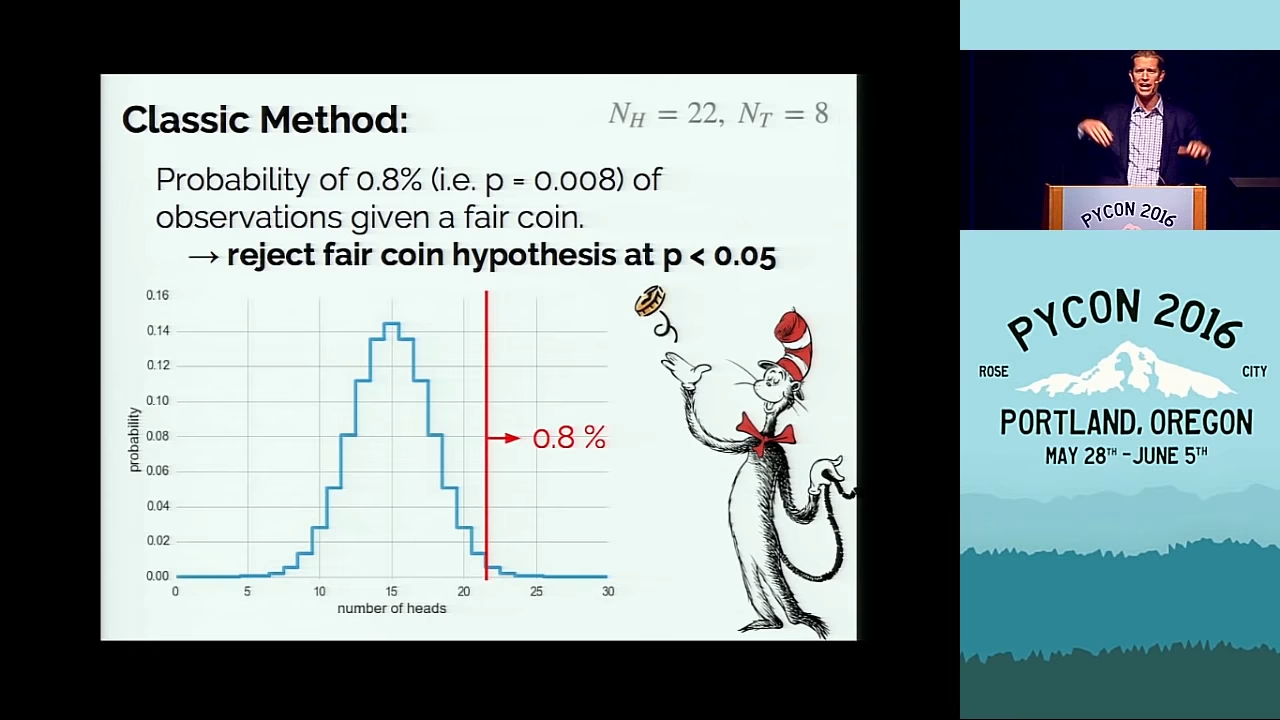 Classic Method:
N_H = 22, N_T = 8
Probability of 0.8% (i.e. p = 0.008) of
observations given a fair coin.
→ reject fair coin hypothesis at p < 0.05
0.16
0.14
0.12
0.10
0.08
0.06
0.04
0.02
0.00
probability
0.8 %
0 5 10 15 20 25 30
number of heads
PYCON 2016
PYCON 2016
ROSE CITY
PORTLAND, OREGON
MAY 28TH - JUNE 5TH